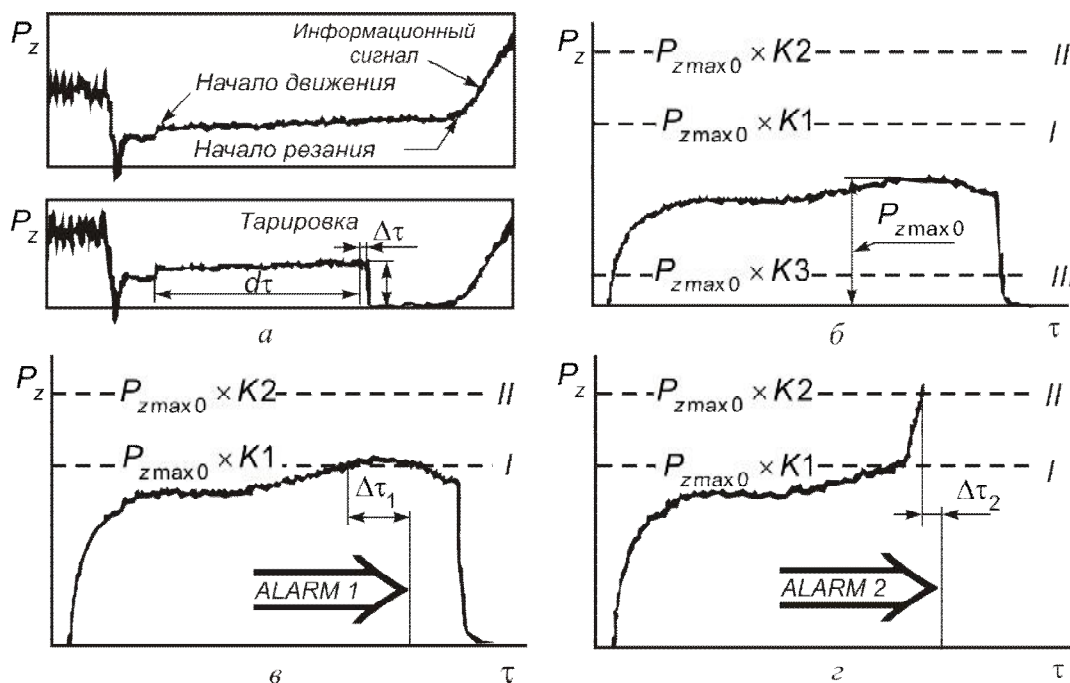 P_z
Информационный
сигнал
Начало движения
Начало резания
P_z
Тарировка
Δτ
dτ
а
P_z
P_zmax0 × K2
II
P_zmax0 × K1
I
P_zmax0
P_zmax0 × K3
III
τ
б
P_z
P_zmax0 × K2
II
P_zmax0 × K1
I
Δτ_1
ALARM 1
в
τ
P_z
P_zmax0 × K2
II
P_zmax0 × K1
I
Δτ_2
ALARM 2
г
τ